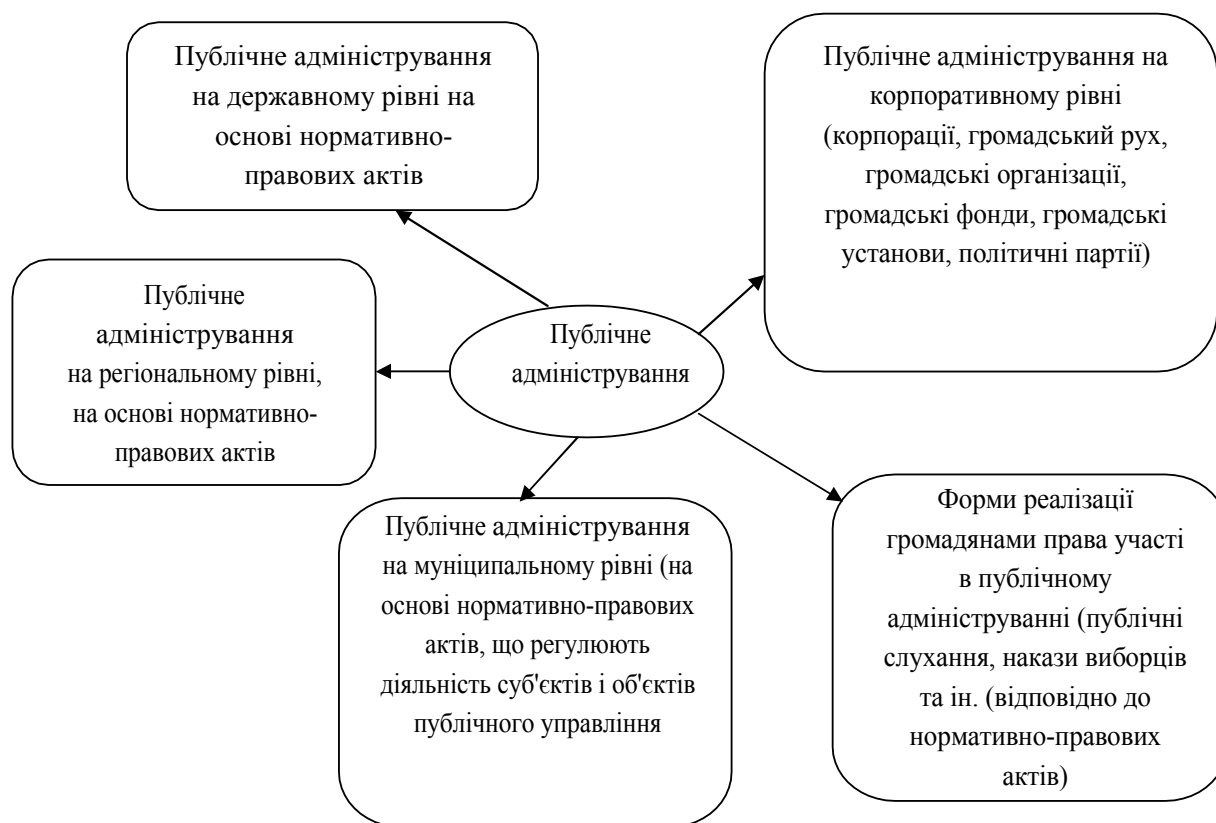 Публічне адміністрування
на державному рівні на
основі нормативно-
правових актів
Публічне адміністрування на
корпоративному рівні
(корпорації, громадський рух,
громадські організації,
громадські фонди, громадські
установи, політичні партії)
Публічне
адміністрування
на регіональному рівні,
на основі нормативно-
правових актів
Публічне
адміністрування
Публічне адміністрування
на муніципальному рівні (на
основі нормативно-правових
актів, що регулюють
діяльність суб'єктів і об'єктів
публічного управління
Форми реалізації
громадянами права участі
в публічному
адмініструванні (публічні
слухання, накази виборців
та ін. (відповідно до
нормативно-правових
актів)